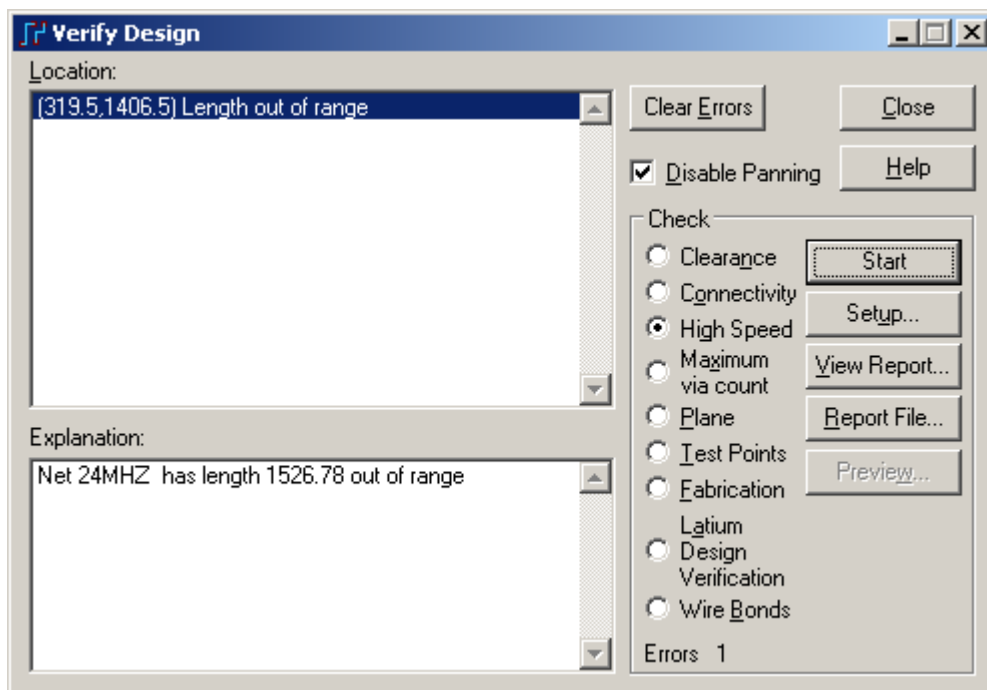 Verify Design
Location:
(319.5,1406.5) Length out of range
Clear Errors
Close
Disable Panning
Help
Check
Clearance
Start
Connectivity
Setup...
High Speed
Maximum
via count
View Report...
Plane
Report File...
Explanation:
Net 24MHZ  has length 1526.78 out of range
Test Points
Preview...
Fabrication
Latium
Design
Verification
Wire Bonds
Errors 1